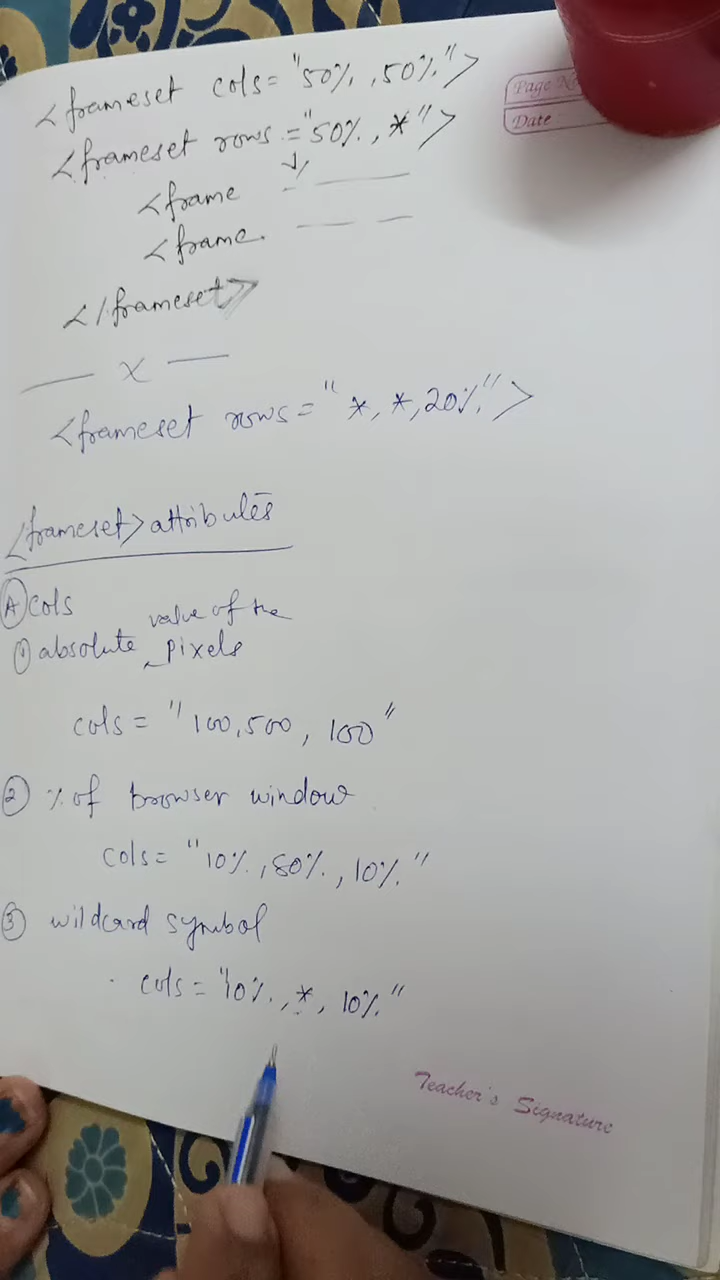 Page No
Date
<frameset cols="50%,50%">
<frameset rows="50%,*">
<frame
<frame.
</frameset>
x
<frameset rows="*,*,20%">
<frameset> attributes
(A) cols
(1) absolute value of the pixels
cols="100,500, 100"
(2) % of browser window
cols="10%,80%,10%."
(3) wildcard symbol
cols="10%,*,10%."
Teacher's Signature